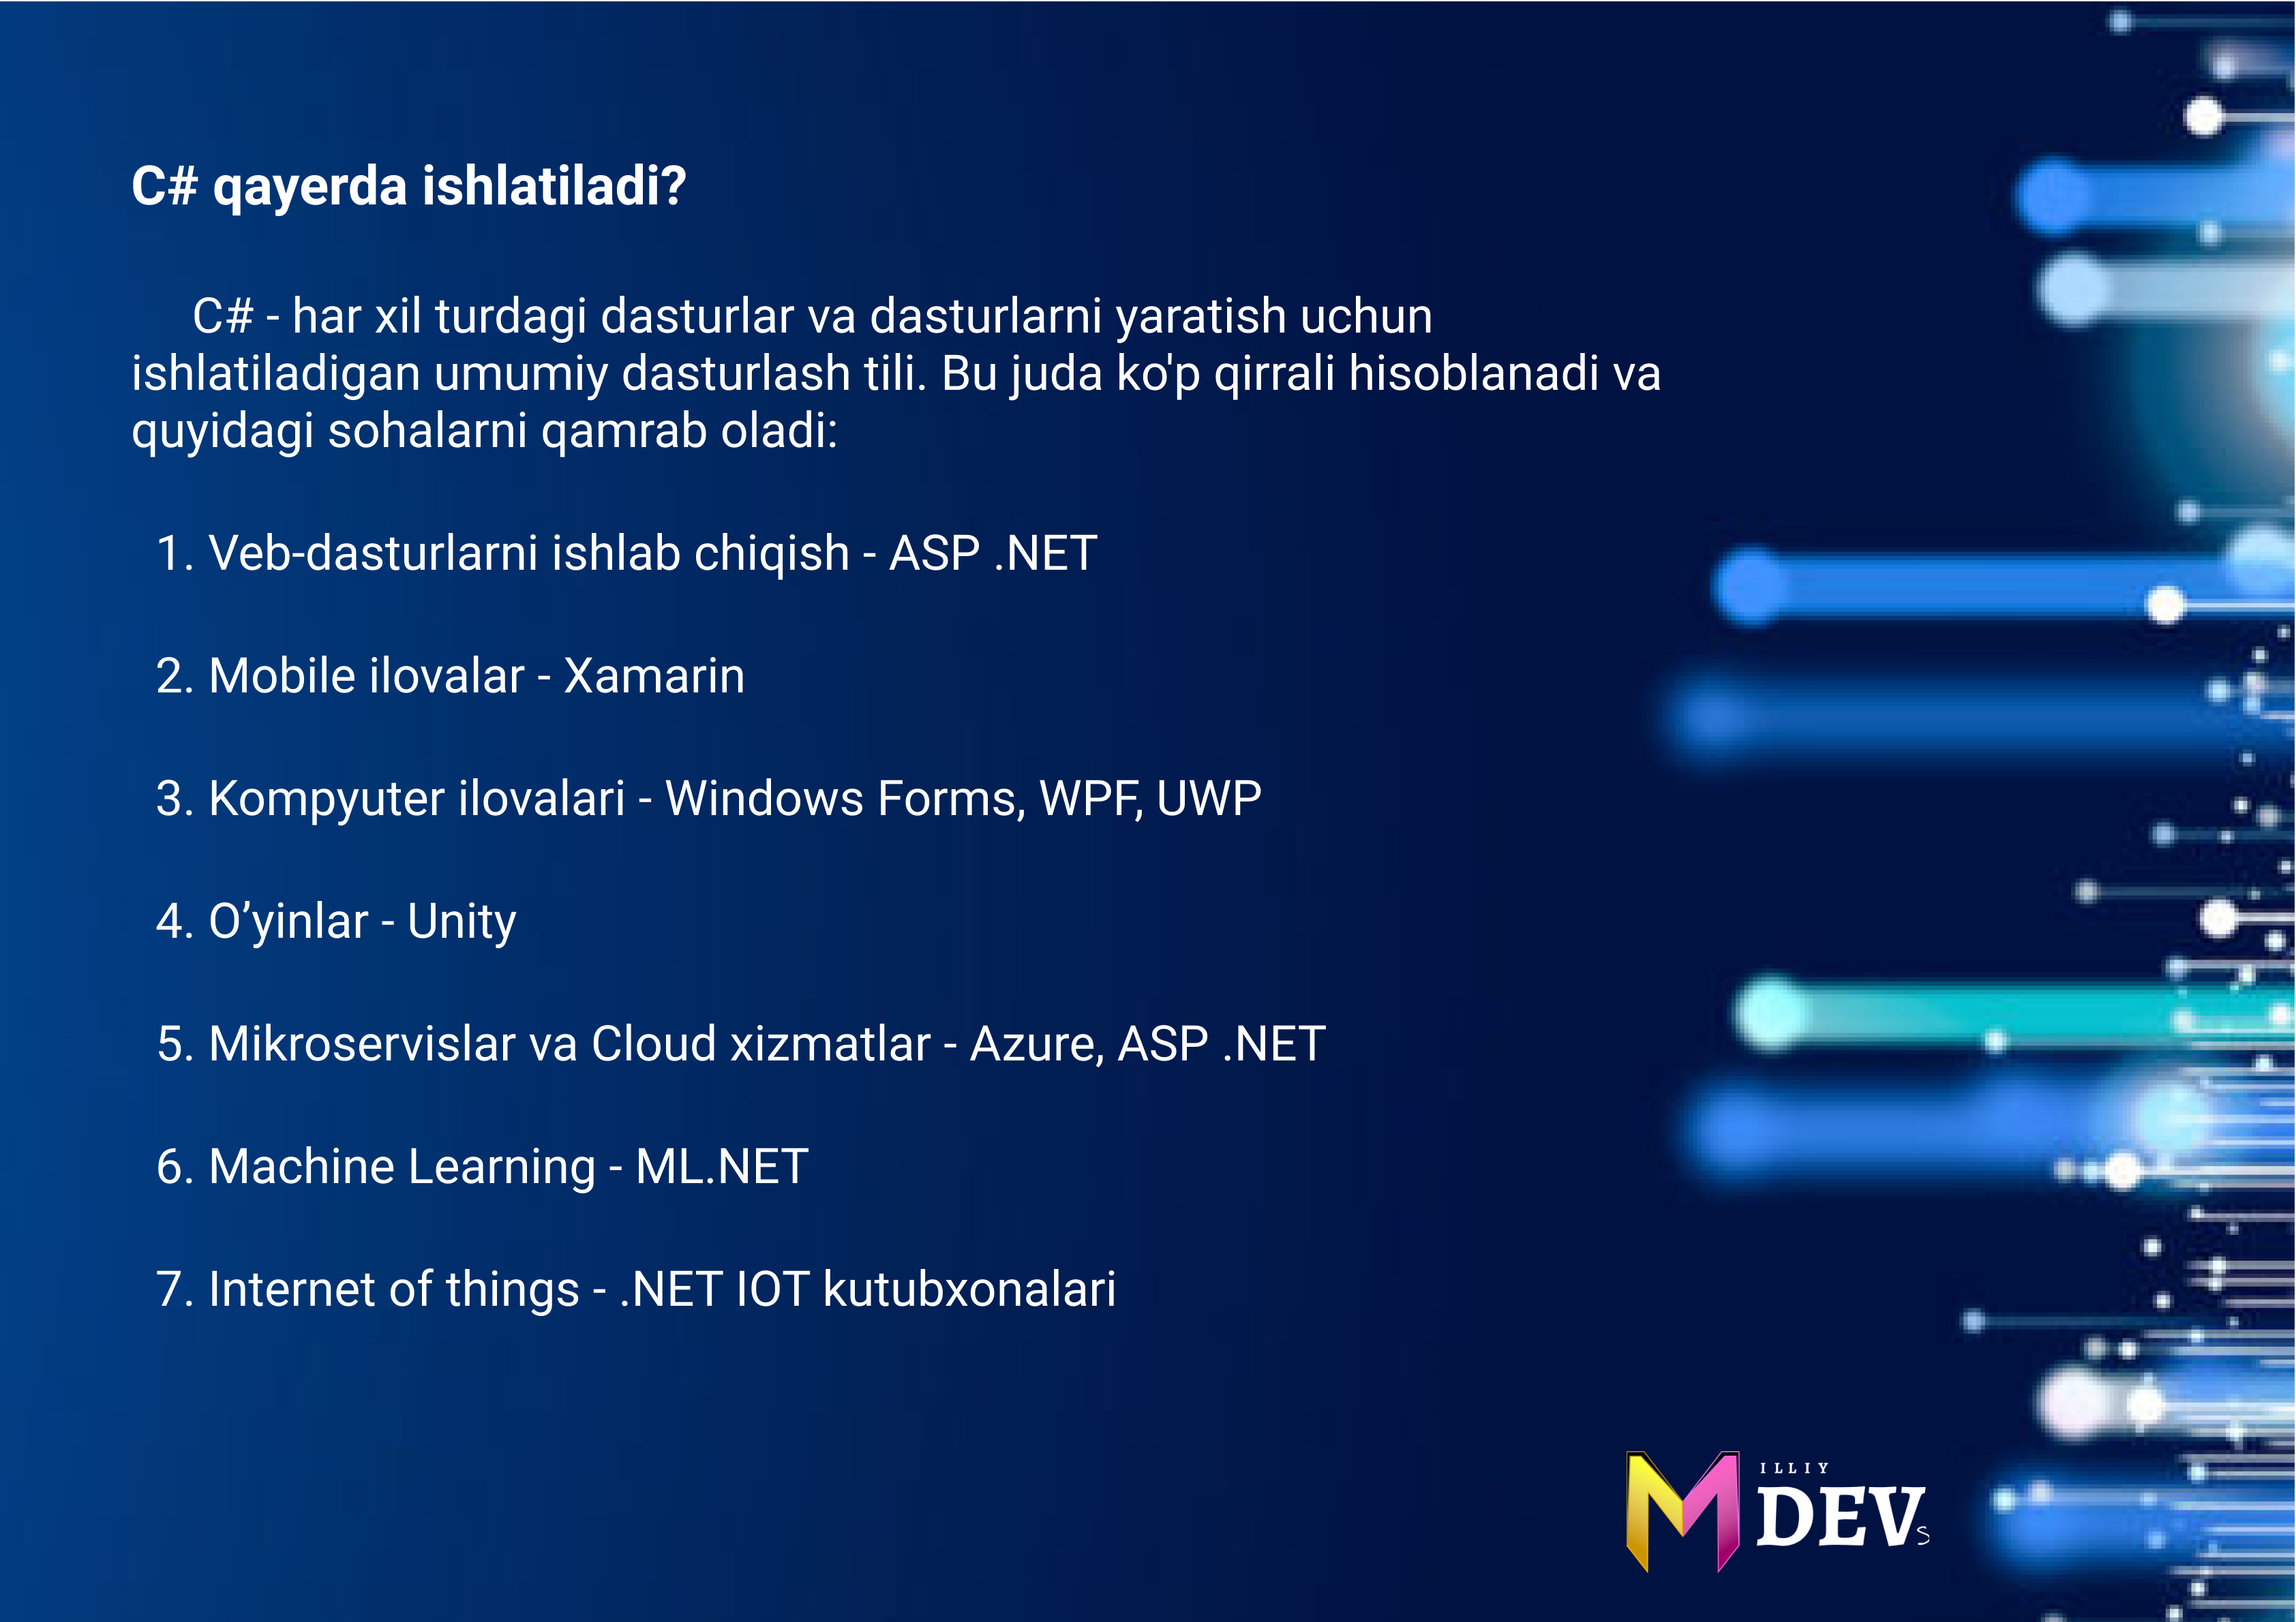 C# qayerda ishlatiladi?
C# - har xil turdagi dasturlar va dasturlarni yaratish uchun
ishlatiladigan umumiy dasturlash tili. Bu juda ko'p qirrali hisoblanadi va
quyidagi sohalarni qamrab oladi:
1. Veb-dasturlarni ishlab chiqish - ASP .NET
2. Mobile ilovalar - Xamarin
3. Kompyuter ilovalari - Windows Forms, WPF, UWP
4. O’yinlar - Unity
5. Mikroservislar va Cloud xizmatlar - Azure, ASP .NET
6. Machine Learning - ML.NET
7. Internet of things - .NET IOT kutubxonalari
M ILLIY
DEVS